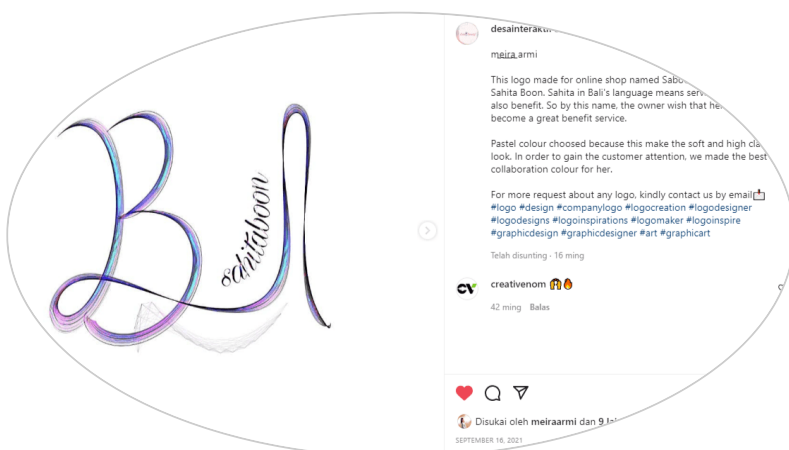 sahitaboon
desainterakti
meira.armi
This logo made for online shop named
Sahita Boon. Sahita in Bali's language means
also benefit. So by this name, the owner wish that
become a great benefit service.
Pastel colour choosed because this make the soft and high
look. In order to gain the customer attention, we made the best
collaboration colour for her.
For more request about any logo, kindly contact us by email📩
#logo #design #companylogo #logocreation #logodesigner
#logodesigns #logoinspirations #logomaker #logoinspire
#graphicdesign #graphicdesigner #art #graphicart
Telah disunting · 16 ming
creativenom 🙌🔥
42 ming Balas
Disukai oleh meiraarmi dan 9
SEPTEMBER 16, 2021